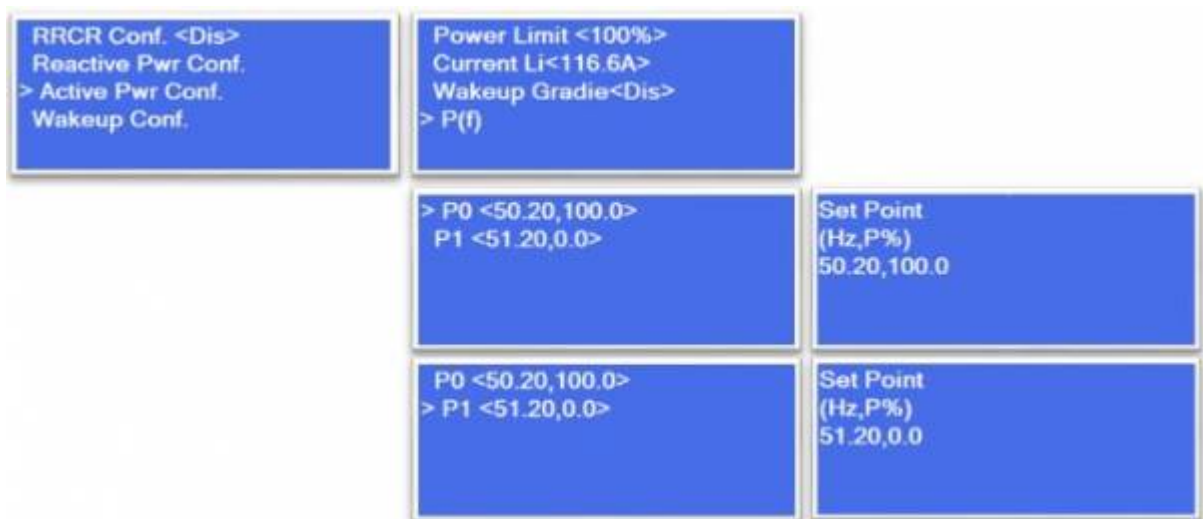 RRCR Conf. <Dis>
Reactive Pwr Conf.
> Active Pwr Conf.
Wakeup Conf.
Power Limit <100%>
Current Li<116.6A>
Wakeup Gradie<Dis>
> P(f)
> P0 <50.20,100.0>
P1 <51.20,0.0>
Set Point
(Hz,P%)
50.20,100.0
P0 <50.20,100.0>
> P1 <51.20,0.0>
Set Point
(Hz,P%)
51.20,0.0